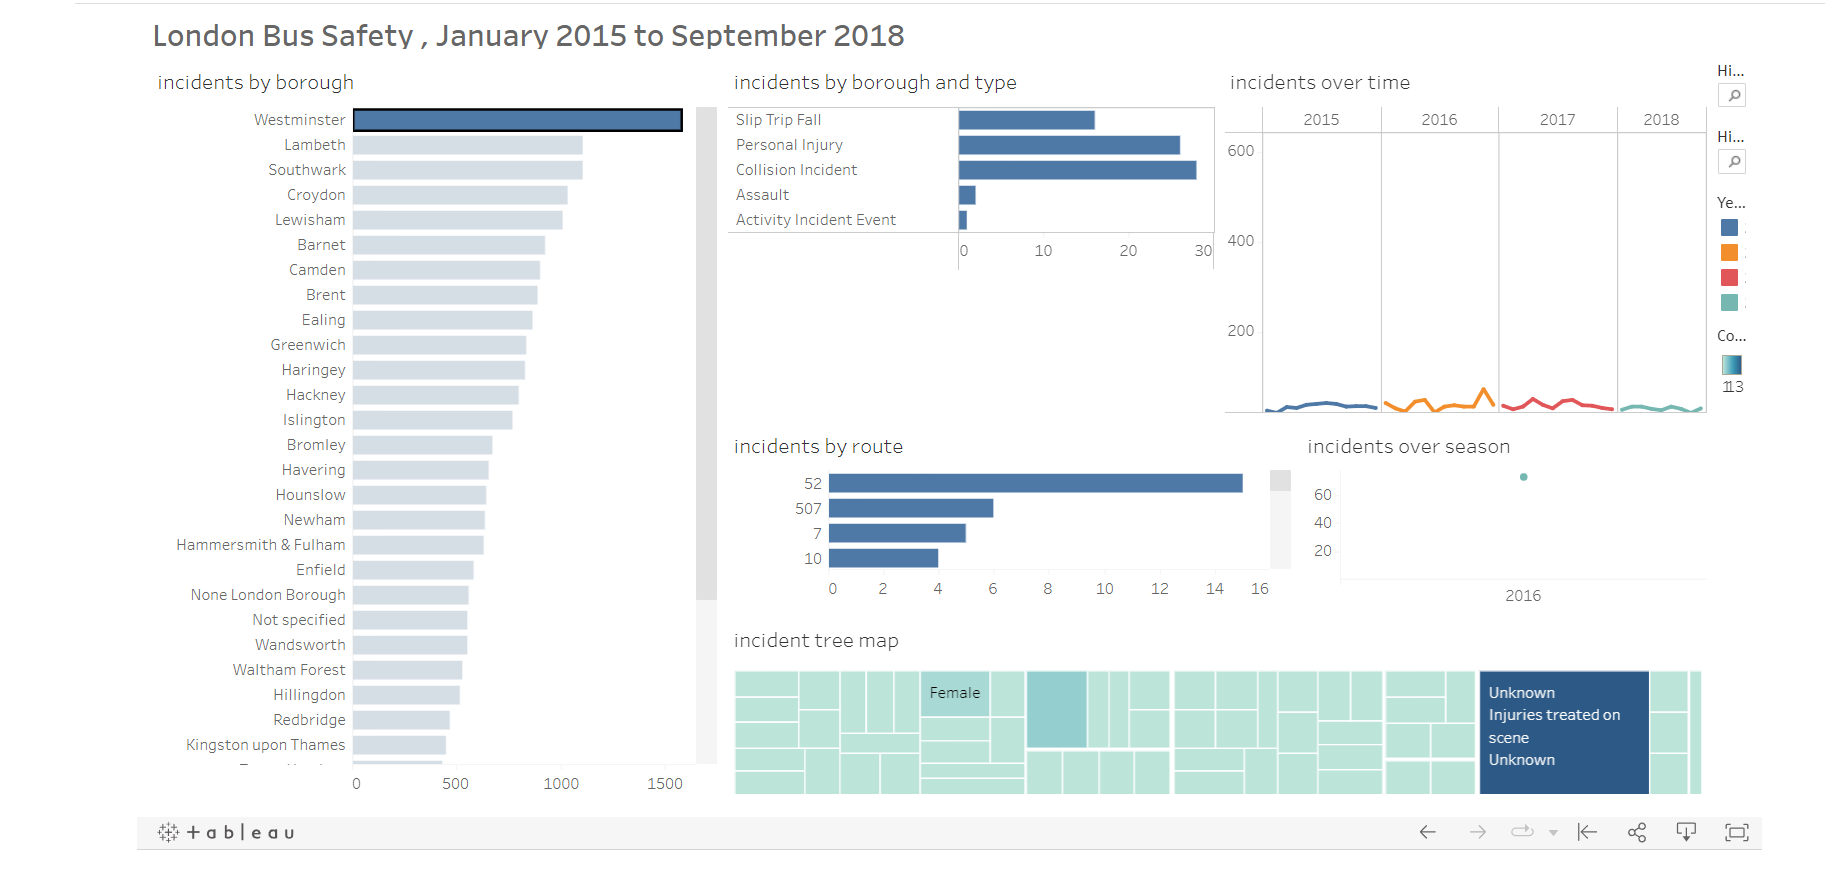 London Bus Safety , January 2015 to September 2018
incidents by borough
Westminster
Lambeth
Southwark
Croydon
Lewisham
Barnet
Camden
Brent
Ealing
Greenwich
Haringey
Hackney
Islington
Bromley
Havering
Hounslow
Newham
Hammersmith & Fulham
Enfield
None London Borough
Not specified
Wandsworth
Waltham Forest
Hillingdon
Redbridge
Kingston upon Thames
0 500 1000 1500
incidents by borough and type
Slip Trip Fall
Personal Injury
Collision Incident
Assault
Activity Incident Event
0 10 20 30
incidents over time
2015 2016 2017 2018
600
400
200
Hi...
Hi...
Ye...
Co...
113
incidents by route
52
507
7
10
0 2 4 6 8 10 12 14 16
incidents over season
60
40
20
2016
incident tree map
Female
Unknown
Injuries treated on
scene
Unknown
+ a b l e a u